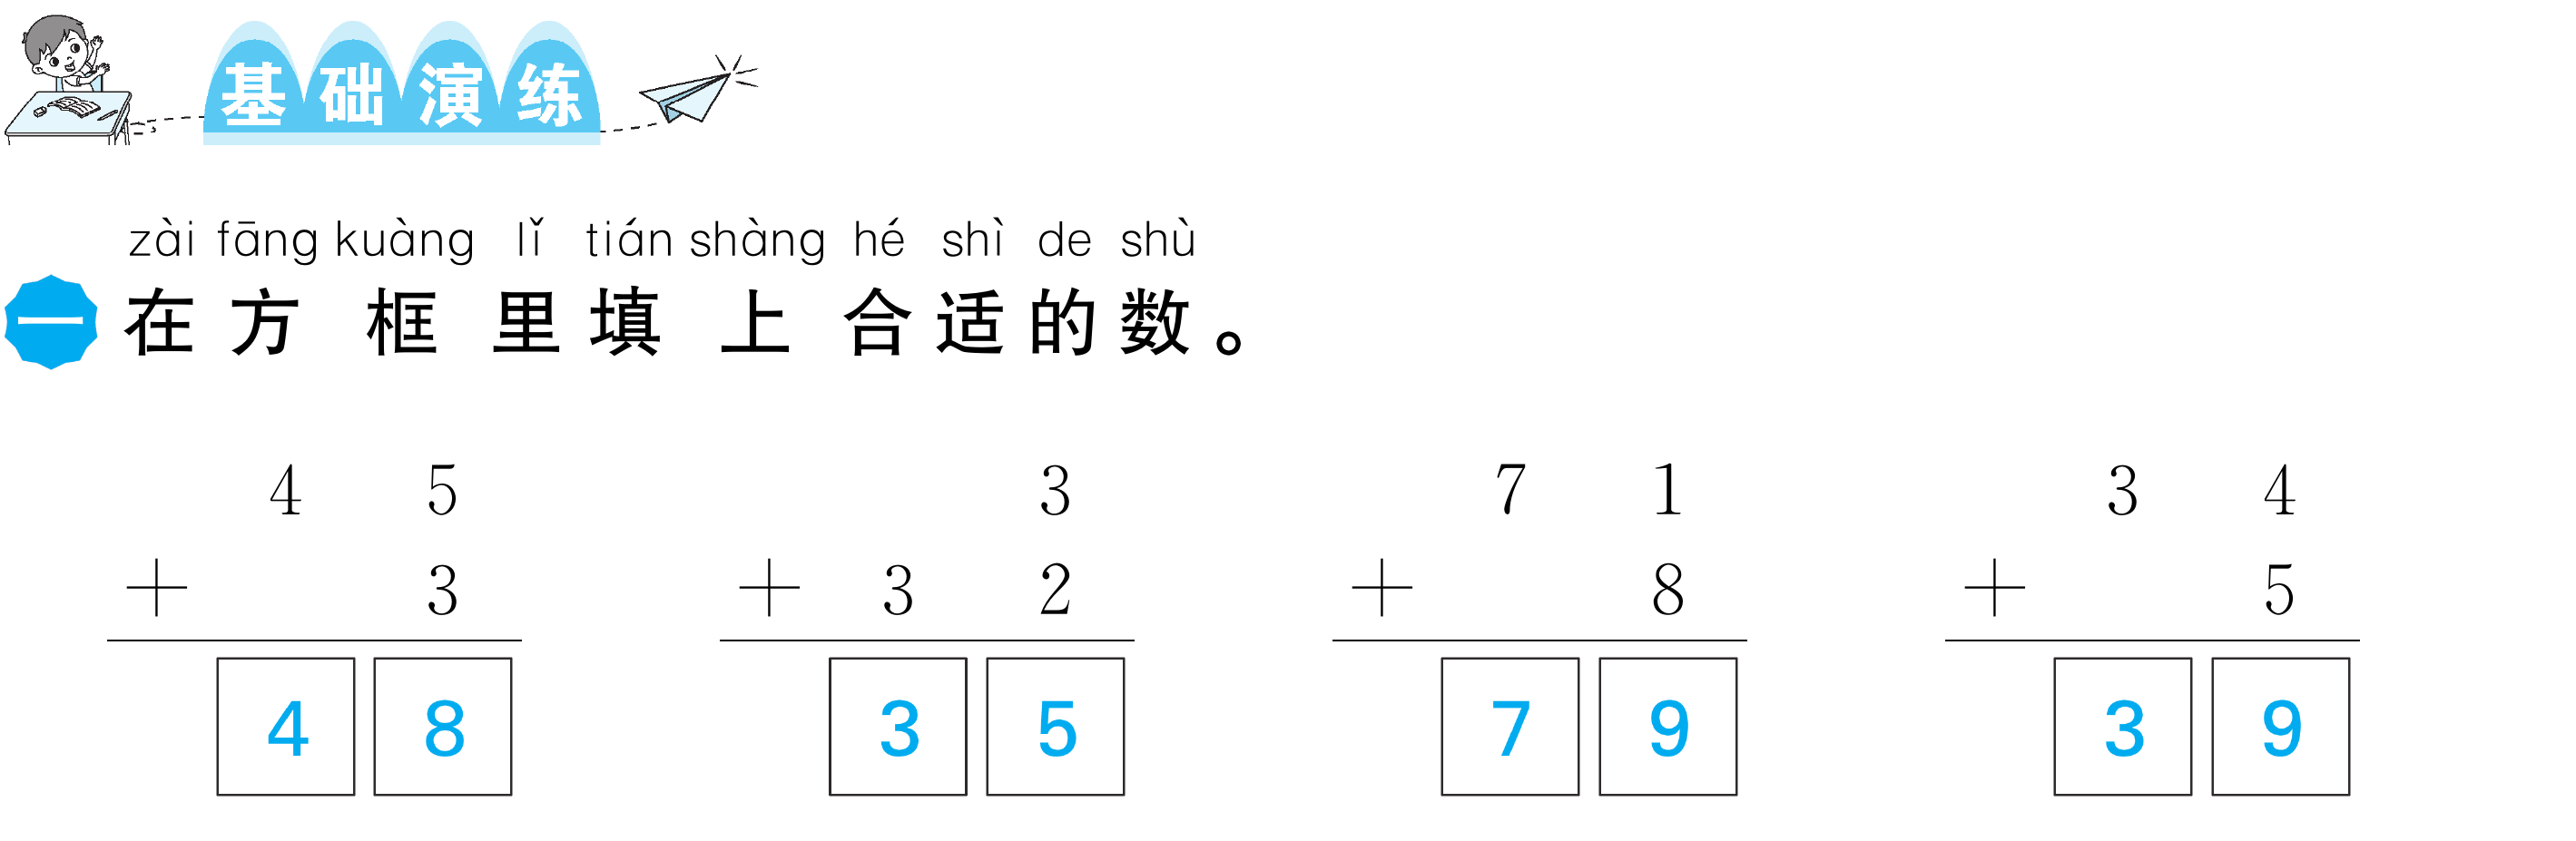 基础演练
zài fāng kuàng lǐ tián shàng hé shì de shù
一 在方框里填上合适的数。
4 5 3 7 1 3 4
+ 3 + 3 2 + 8 + 5
4 8 3 5 7 9 3 9